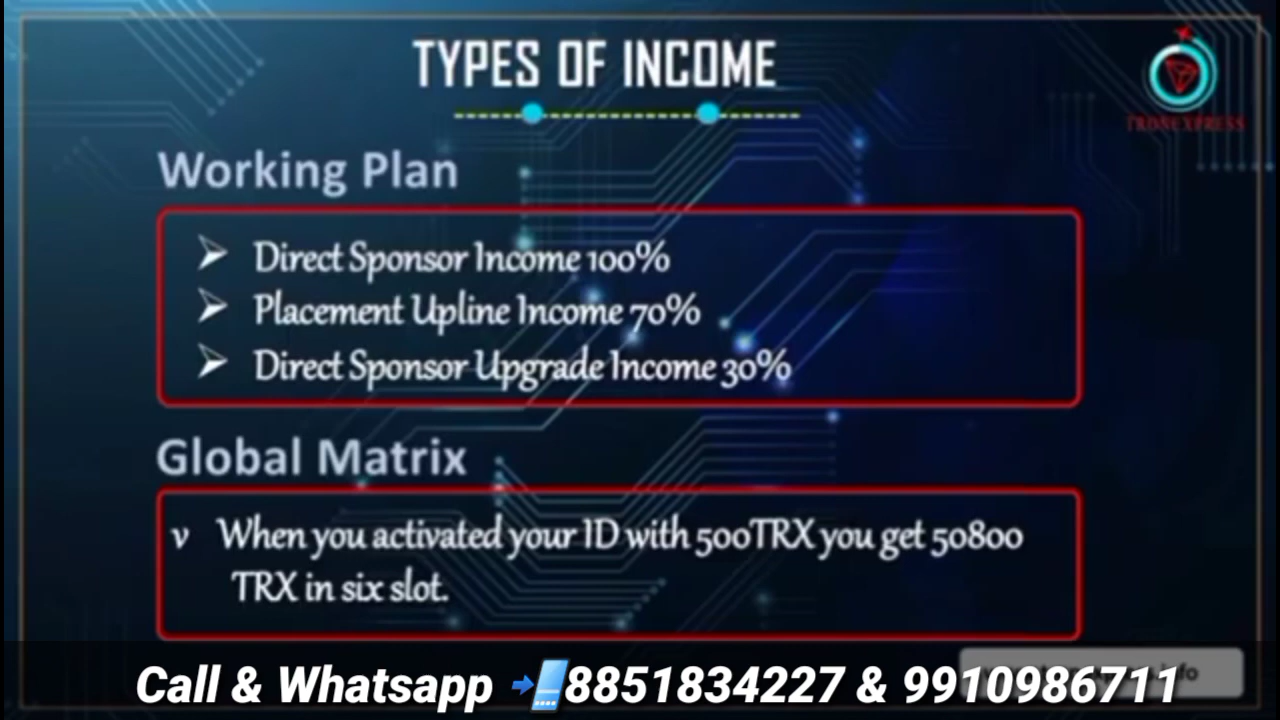 TYPES OF INCOME
TRONEXPRESS
Working Plan
Direct Sponsor Income 100%
Placement Upline Income 70%
Direct Sponsor Upgrade Income 30%
Global Matrix
v When you activated your ID with 500TRX you get 50800
TRX in six slot.
Call & Whatsapp 8851834227 & 9910986711